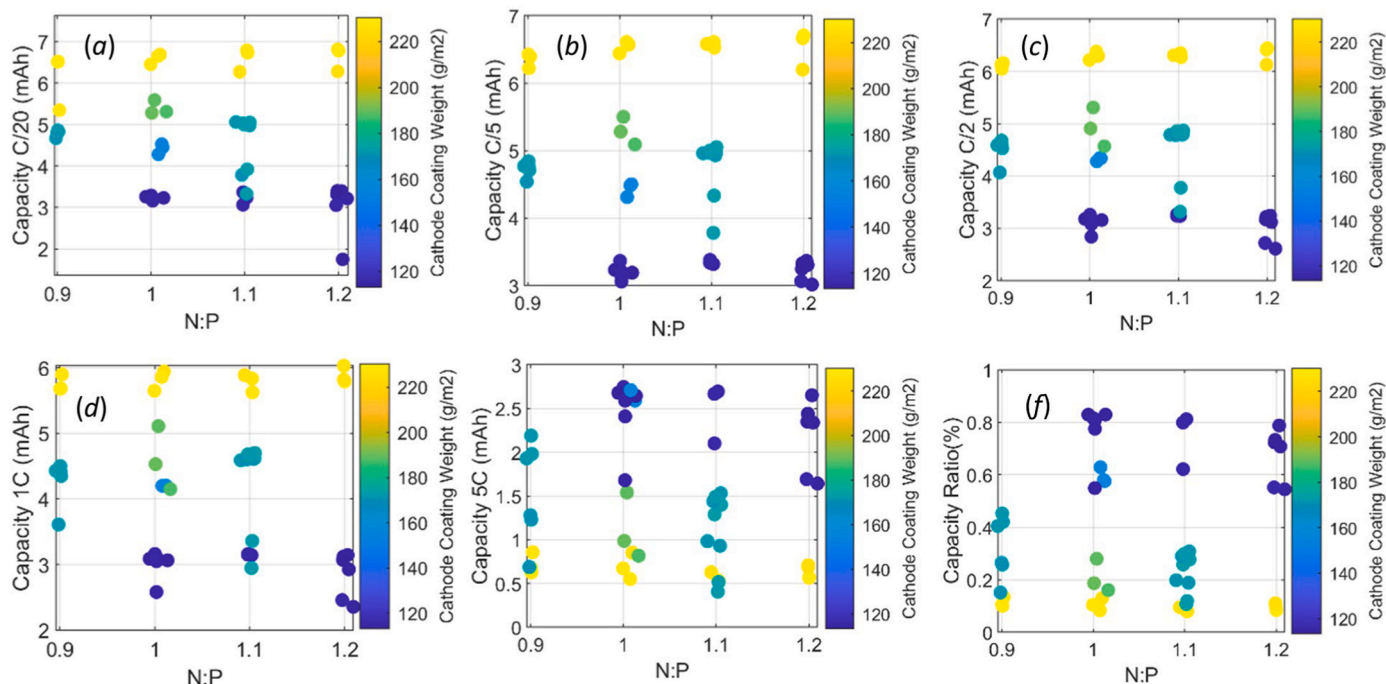 (a)
Capacity C/20 (mAh)
7
6
5
4
3
2
0.9 1 1.1 1.2
N:P
220
200
180
160
140
120
Cathode Coating Weight (g/m2)
(b)
Capacity C/5 (mAh)
7
6
5
4
3
0.9 1 1.1 1.2
N:P
220
200
180
160
140
120
Cathode Coating Weight (g/m2)
(c)
Capacity C/2 (mAh)
7
6
5
4
3
2
0.9 1 1.1 1.2
N:P
220
200
180
160
140
120
Cathode Coating Weight (g/m2)
(d)
Capacity 1C (mAh)
6
5
4
3
2
0.9 1 1.1 1.2
N:P
220
200
180
160
140
120
Cathode Coating Weight (g/m2)
Capacity 5C (mAh)
3
2.5
2
1.5
1
0.5
0
0.9 1 1.1 1.2
N:P
220
200
180
160
140
120
Cathode Coating Weight (g/m2)
(f)
Capacity Ratio(%)
1
0.8
0.6
0.4
0.2
0
0.9 1 1.1 1.2
N:P
220
200
180
160
140
120
Cathode Coating Weight (g/m2)